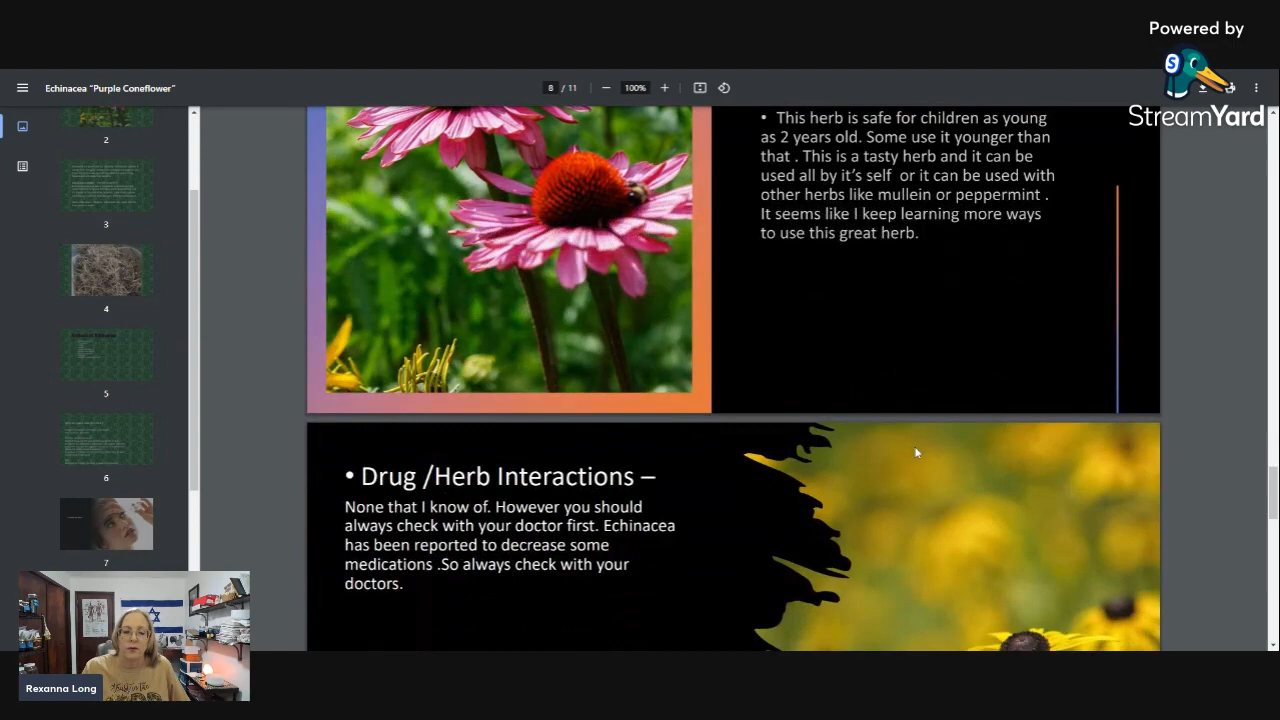 Powered by
StreamYard
Echinacea "Purple Coneflower"
8 / 11
100%
2
3
4
5
6
7
• This herb is safe for children as young
as 2 years old. Some use it younger than
that . This is a tasty herb and it can be
used all by it's self or it can be used with
other herbs like mullein or peppermint .
It seems like I keep learning more ways
to use this great herb.
• Drug /Herb Interactions –
None that I know of. However you should
always check with your doctor first. Echinacea
has been reported to decrease some
medications .So always check with your
doctors.
Rexanna Long